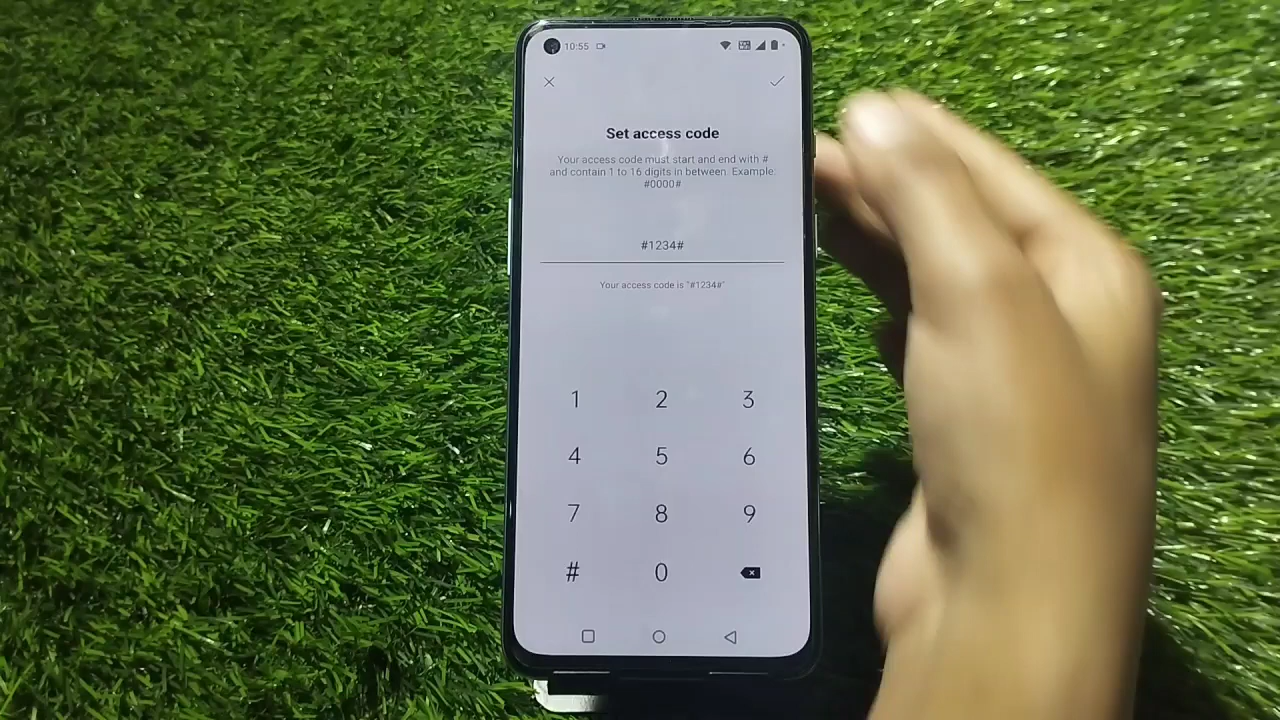 10:55
Set access code
Your access code must start and end with #
and contain 1 to 16 digits in between. Example:
#0000#
#1234#
Your access code is "#1234#"
1 2 3
4 5 6
7 8 9
# 0